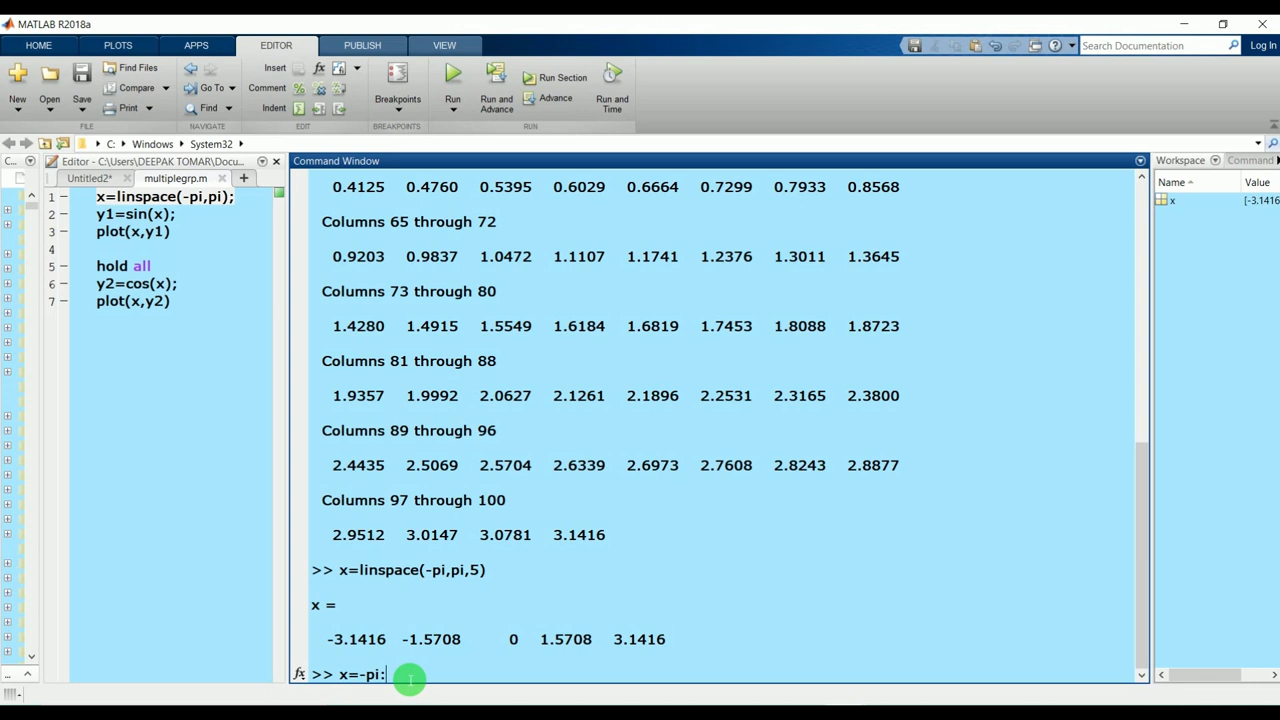 MATLAB R2018a
HOME PLOTS APPS EDITOR PUBLISH VIEW
Search Documentation
Log In
New
Open
Save
Find Files
Compare
Print
FILE
Go To
Find
NAVIGATE
Insert
Comment
Indent
EDIT
Breakpoints
BREAKPOINTS
Run
Run and Advance
Run Section
Advance
Run and Time
RUN
C: Windows System32
C...
Editor - C:\Users\DEEPAK TOMAR\Docu...
Untitled2* multiplegrp.m
1 x=linspace(-pi,pi);
2 y1=sin(x);
3 plot(x,y1)
4
5 hold all
6 y2=cos(x);
7 plot(x,y2)
Command Window
0.4125 0.4760 0.5395 0.6029 0.6664 0.7299 0.7933 0.8568
Columns 65 through 72
0.9203 0.9837 1.0472 1.1107 1.1741 1.2376 1.3011 1.3645
Columns 73 through 80
1.4280 1.4915 1.5549 1.6184 1.6819 1.7453 1.8088 1.8723
Columns 81 through 88
1.9357 1.9992 2.0627 2.1261 2.1896 2.2531 2.3165 2.3800
Columns 89 through 96
2.4435 2.5069 2.5704 2.6339 2.6973 2.7608 2.8243 2.8877
Columns 97 through 100
2.9512 3.0147 3.0781 3.1416
>> x=linspace(-pi,pi,5)
x =
-3.1416 -1.5708 0 1.5708 3.1416
fx >> x=-pi:
Workspace Command
Name Value
x [-3.1416
...